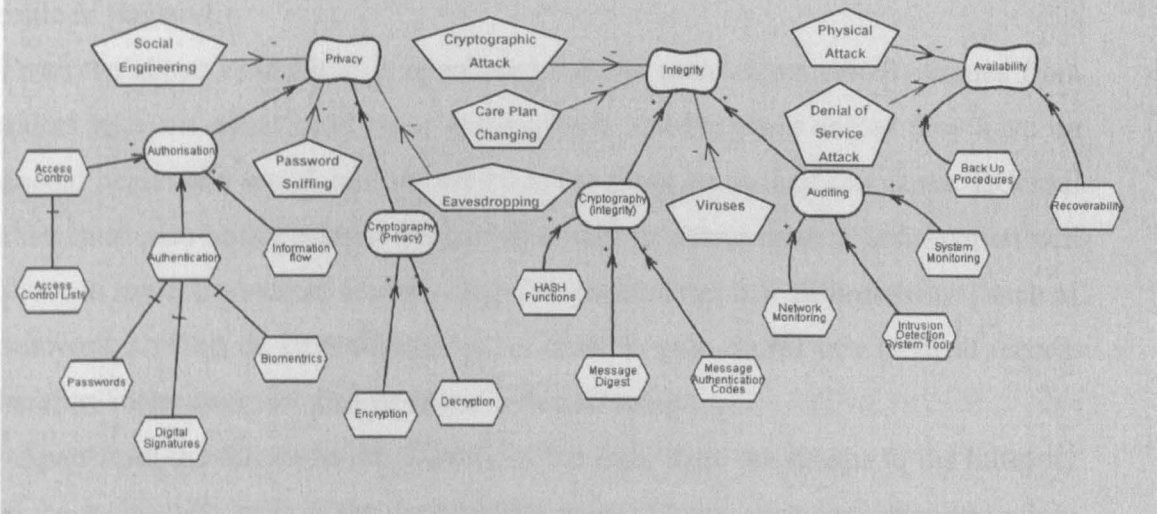 Social
Engineering
Privacy
Cryptographic
Attack
Integrity
Physical
Attack
Availability
Care Plan
Changing
Denial of
Service
Attack
Authorisation
Access
Control
Password
Sniffing
Eavesdropping
Cryptography
(Integrity)
Viruses
Auditing
Back Up
Procedures
Recoverability
Cryptography
(Privacy)
Information
flow
Authentication
Access
Control Lists
HASH
Functions
System
Monitoring
Network
Monitoring
Intrusion
Detection
System Tools
Biometrics
Passwords
Message
Digest
Message
Authentication
Codes
Encryption
Decryption
Digital
Signatures